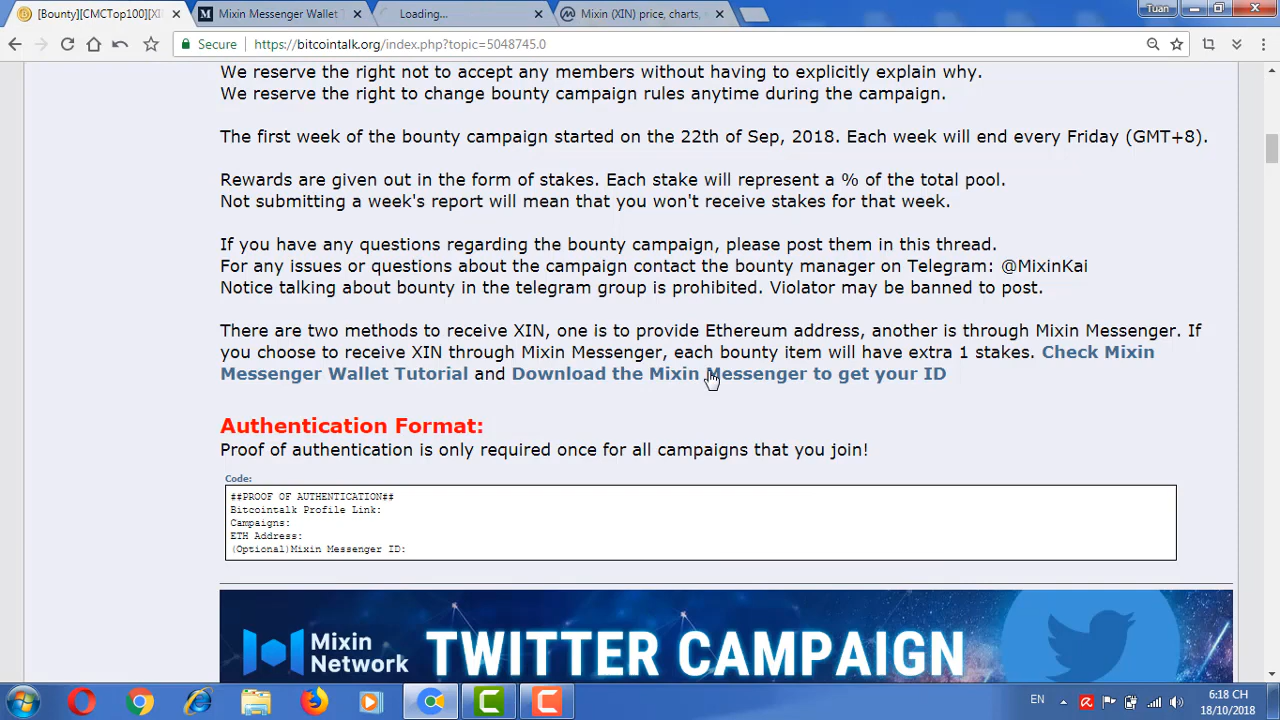 [Bounty][CMCTop100][XI
Mixin Messenger Wallet T
Loading...
Mixin (XIN) price, charts,
Tuan
Secure
https://bitcointalk.org/index.php?topic=5048745.0
We reserve the right not to accept any members without having to explicitly explain why.
We reserve the right to change bounty campaign rules anytime during the campaign.
The first week of the bounty campaign started on the 22th of Sep, 2018. Each week will end every Friday (GMT+8).
Rewards are given out in the form of stakes. Each stake will represent a % of the total pool.
Not submitting a week's report will mean that you won't receive stakes for that week.
If you have any questions regarding the bounty campaign, please post them in this thread.
For any issues or questions about the campaign contact the bounty manager on Telegram: @MixinKai
Notice talking about bounty in the telegram group is prohibited. Violator may be banned to post.
There are two methods to receive XIN, one is to provide Ethereum address, another is through Mixin Messenger. If
you choose to receive XIN through Mixin Messenger, each bounty item will have extra 1 stakes. Check Mixin
Messenger Wallet Tutorial and Download the Mixin Messenger to get your ID
Authentication Format:
Proof of authentication is only required once for all campaigns that you join!
Code:
##PROOF OF AUTHENTICATION##
Bitcointalk Profile Link:
Campaigns:
ETH Address:
(Optional)Mixin Messenger ID:
Mixin
Network
TWITTER CAMPAIGN
EN
6:18 CH
18/10/2018